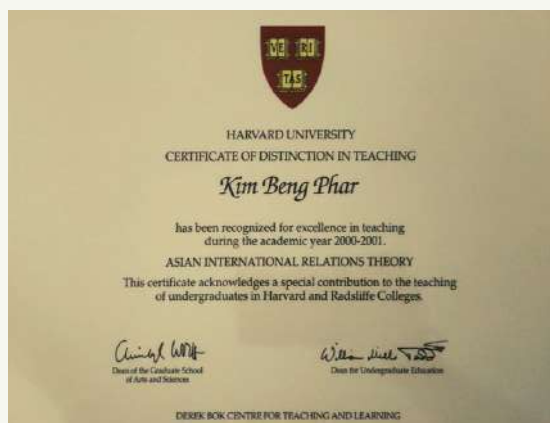 VE RI
TAS
HARVARD UNIVERSITY
CERTIFICATE OF DISTINCTION IN TEACHING
Kim Beng Phar
has been recognized for excellence in teaching
during the academic year 2000-2001.
ASIAN INTERNATIONAL RELATIONS THEORY
This certificate acknowledges a special contribution to the teaching
of undergraduates in Harvard and Radsliffe Colleges.
Dean of the Graduate School
of Arts and Sciences
Dean for Undergraduate Education
DEREK BOK CENTRE FOR TEACHING AND LEARNING